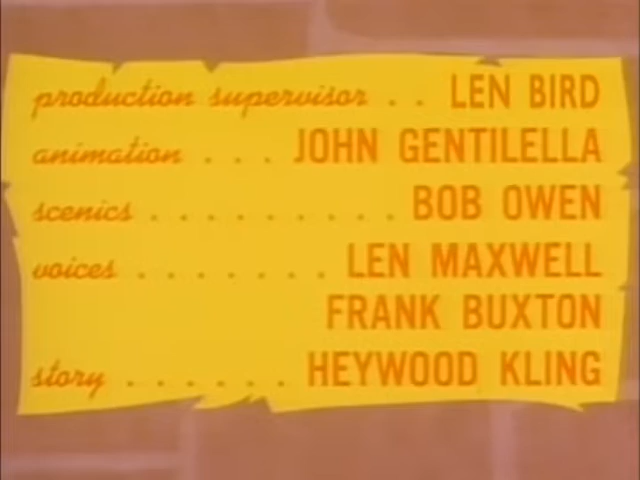 production supervisor . . LEN BIRD
animation . . . JOHN GENTILELLA
scenics . . . . . . . . . BOB OWEN
voices . . . . . . . LEN MAXWELL
FRANK BUXTON
story . . . . . . HEYWOOD KLING